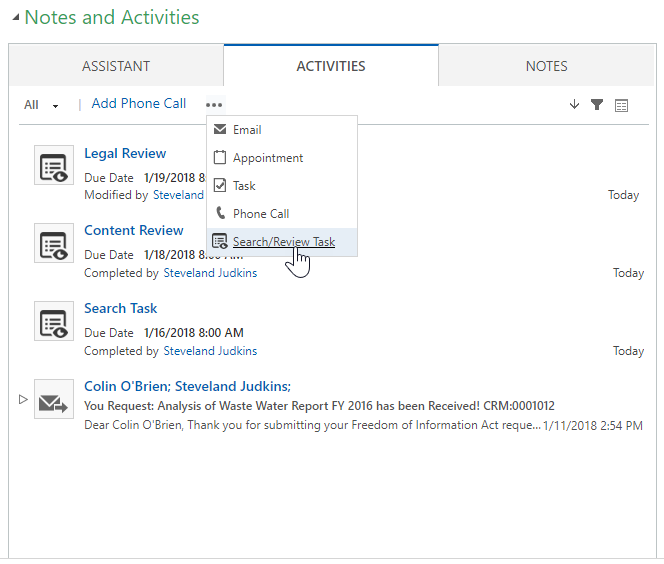 Notes and Activities
ASSISTANT ACTIVITIES NOTES
All | Add Phone Call
Email
Appointment
Task
Phone Call
Search/Review Task
Legal Review
Due Date 1/19/2018 8
Modified by Steveland Today
Content Review
Due Date 1/18/2018 8:00 AM
Completed by Steveland Judkins Today
Search Task
Due Date 1/16/2018 8:00 AM
Completed by Steveland Judkins Today
Colin O'Brien; Steveland Judkins;
You Request: Analysis of Waste Water Report FY 2016 has been Received! CRM:0001012
Dear Colin O'Brien, Thank you for submitting your Freedom of Information Act reque... 1/11/2018 2:54 PM